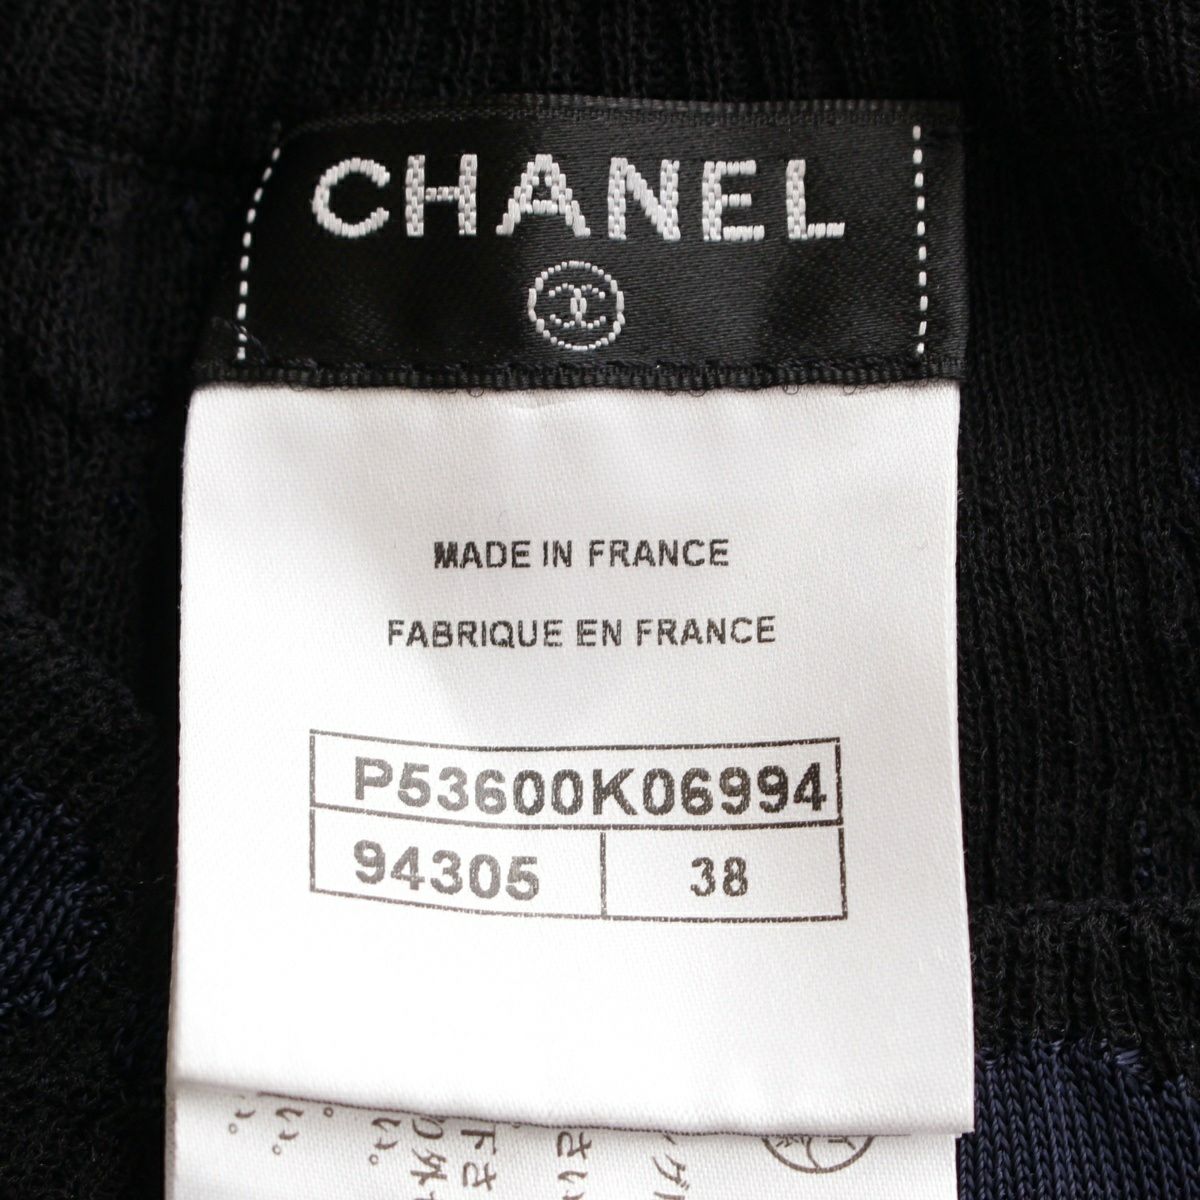 CHANEL
MADE IN FRANCE
FABRIQUE EN FRANCE
P53600K06994
94305 38